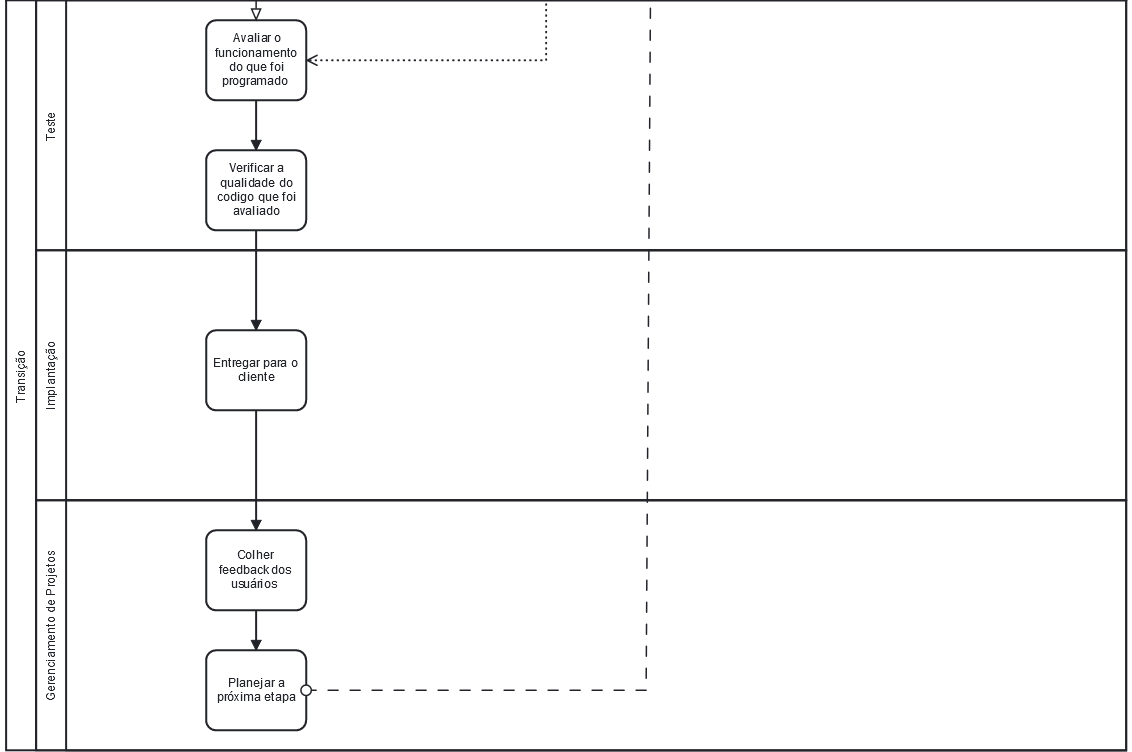 Transição
Teste
Avaliar o
funcionamento
do que foi
programado
Verificar a
qualidade do
codigo que foi
avaliado
Implantação
Entregar para o
cliente
Gerenciamento de Projetos
Colher
feedback dos
usuários
Planejar a
próxima etapa